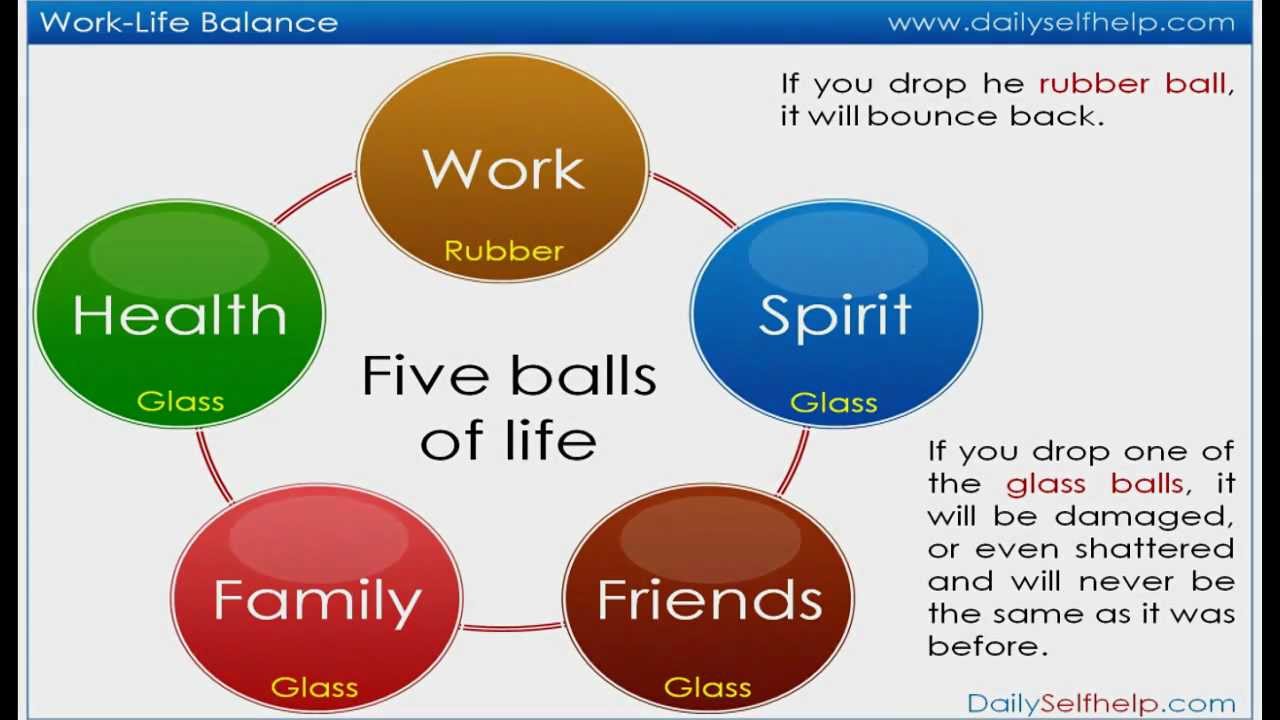 Work-Life Balance
www.dailyselfhelp.com
If you drop he rubber ball,
it will bounce back.
Work
Rubber
Health
Glass
Spirit
Glass
Five balls
of life
If you drop one of
the glass balls, it
will be damaged,
or even shattered
and will never be
the same as it was
before.
Family
Glass
Friends
Glass
DailySelfhelp.com